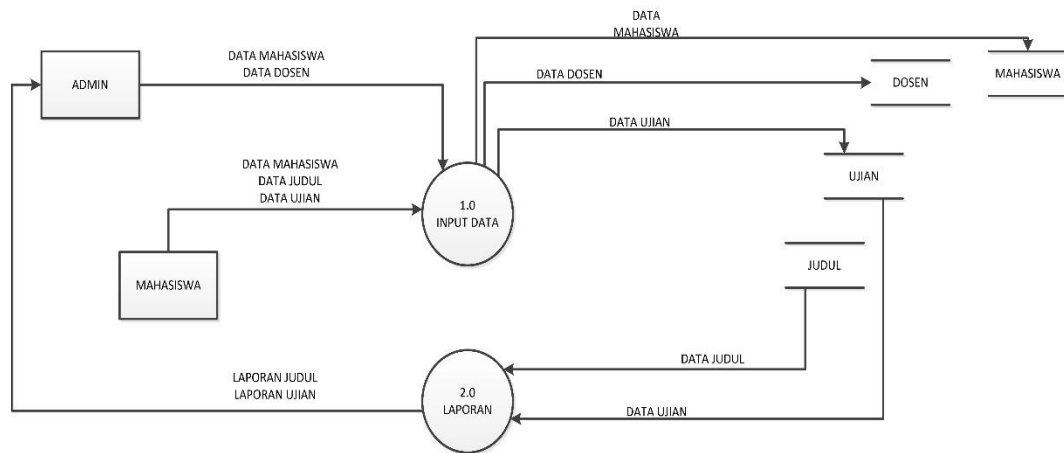 DATA
MAHASISWA
DATA MAHASISWA
DATA DOSEN
ADMIN
DATA DOSEN
DOSEN
MAHASISWA
DATA UJIAN
DATA MAHASISWA
DATA JUDUL
DATA UJIAN
UJIAN
1.0
INPUT DATA
MAHASISWA
JUDUL
DATA JUDUL
LAPORAN JUDUL
LAPORAN UJIAN
2.0
LAPORAN
DATA UJIAN